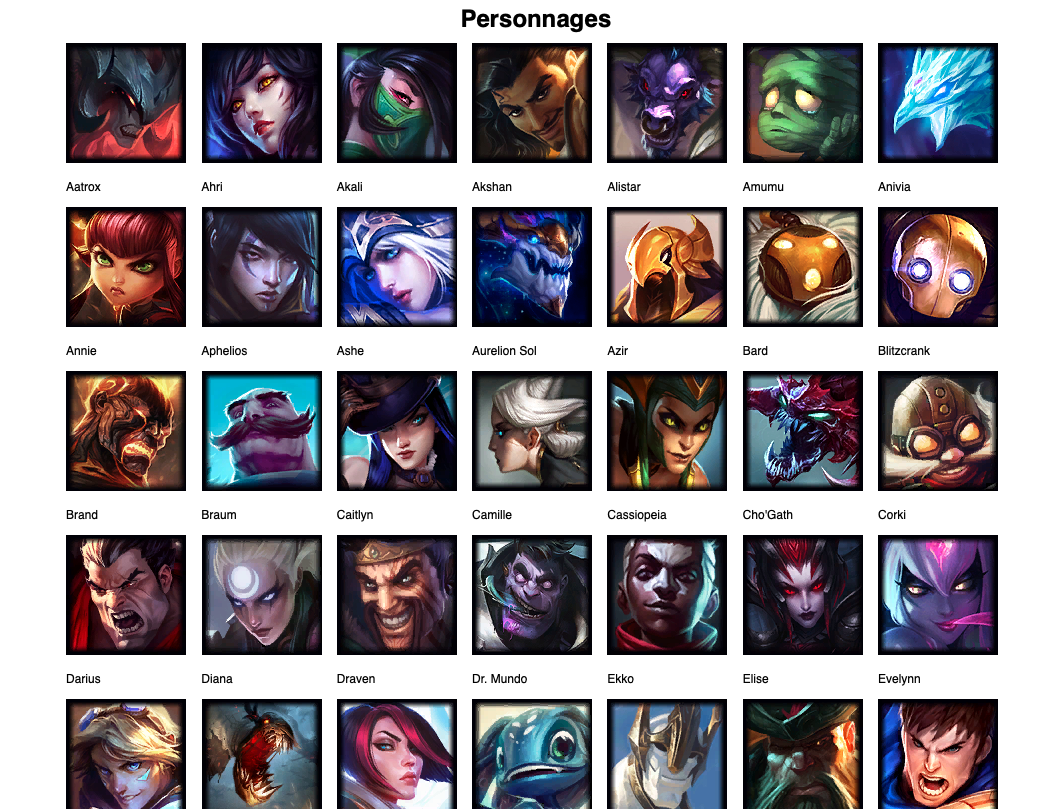 Personnages
Aatrox Ahri Akali Akshan Alistar Amumu Anivia
Annie Aphelios Ashe Aurelion Sol Azir Bard Blitzcrank
Brand Braum Caitlyn Camille Cassiopeia Cho'Gath Corki
Darius Diana Draven Dr. Mundo Ekko Elise Evelynn